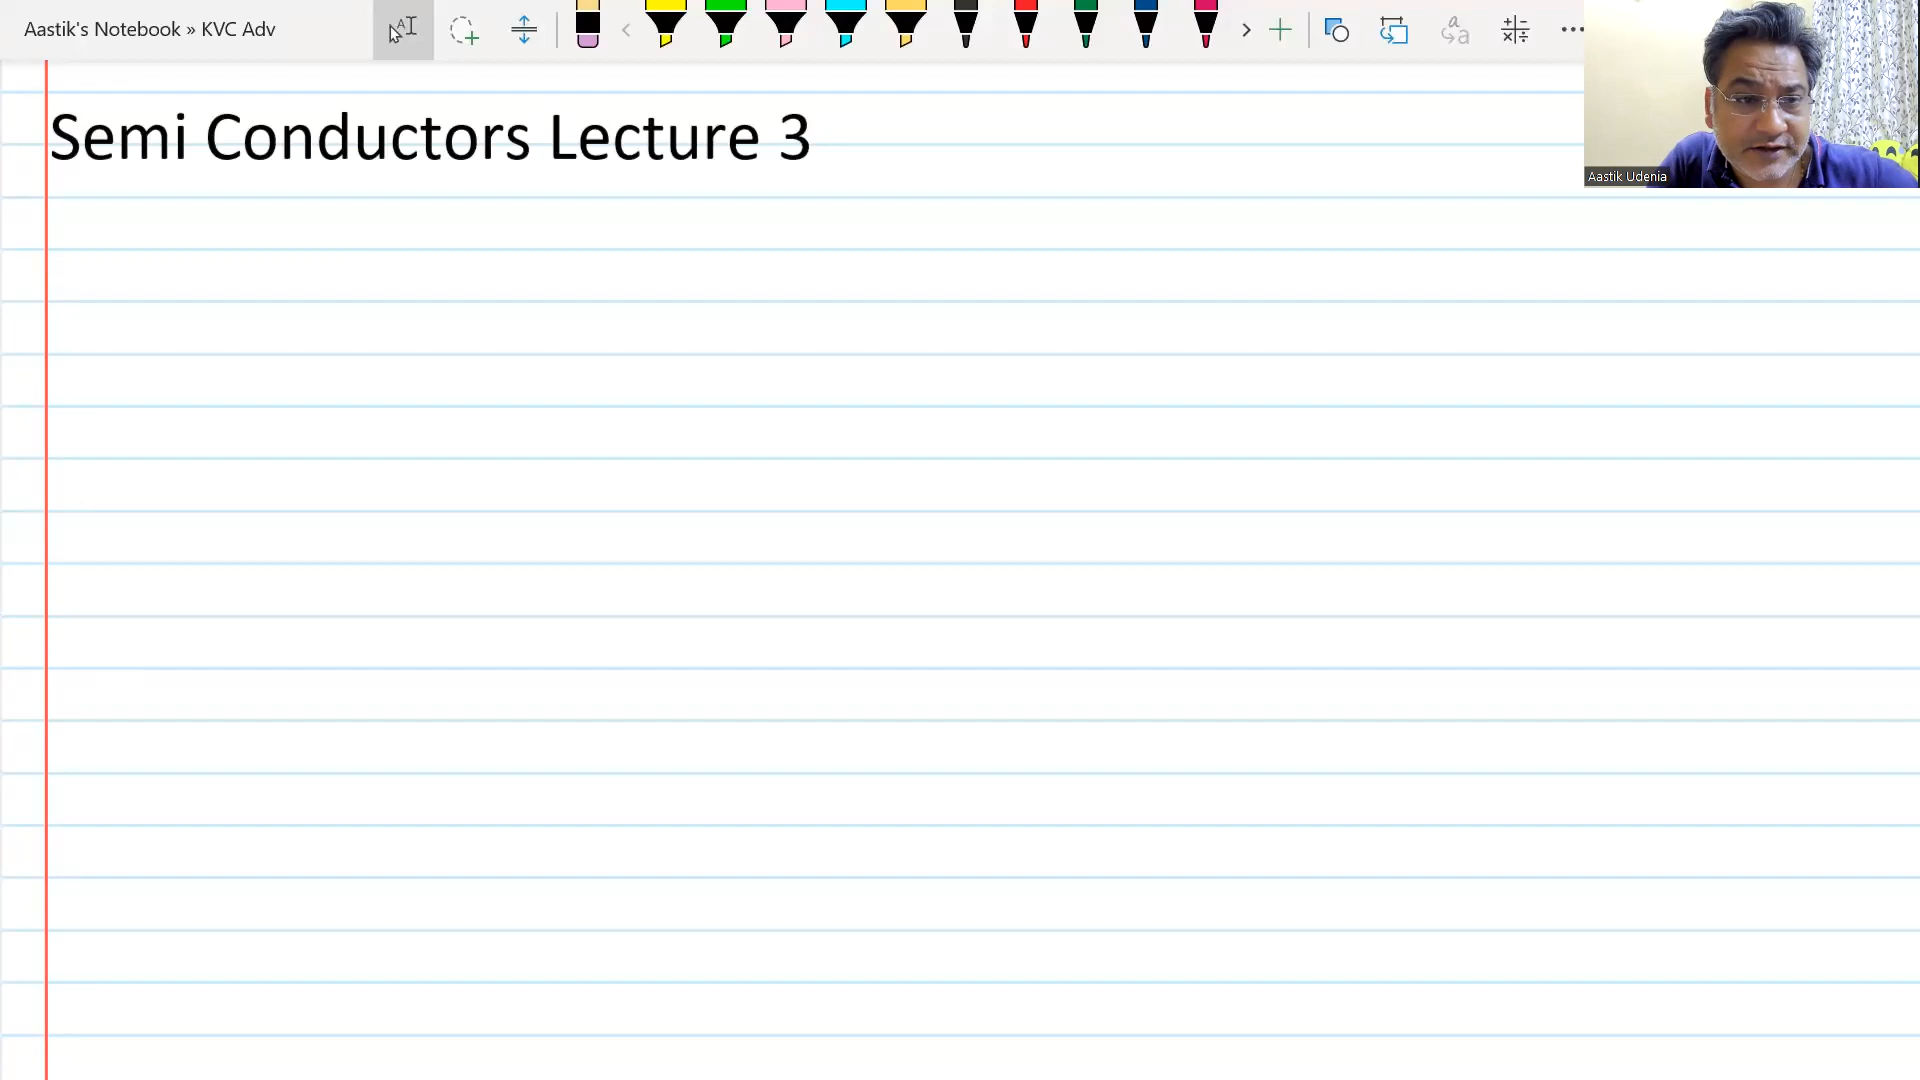 Aastik's Notebook » KVC Adv
Semi Conductors Lecture 3
Aastik Udenia